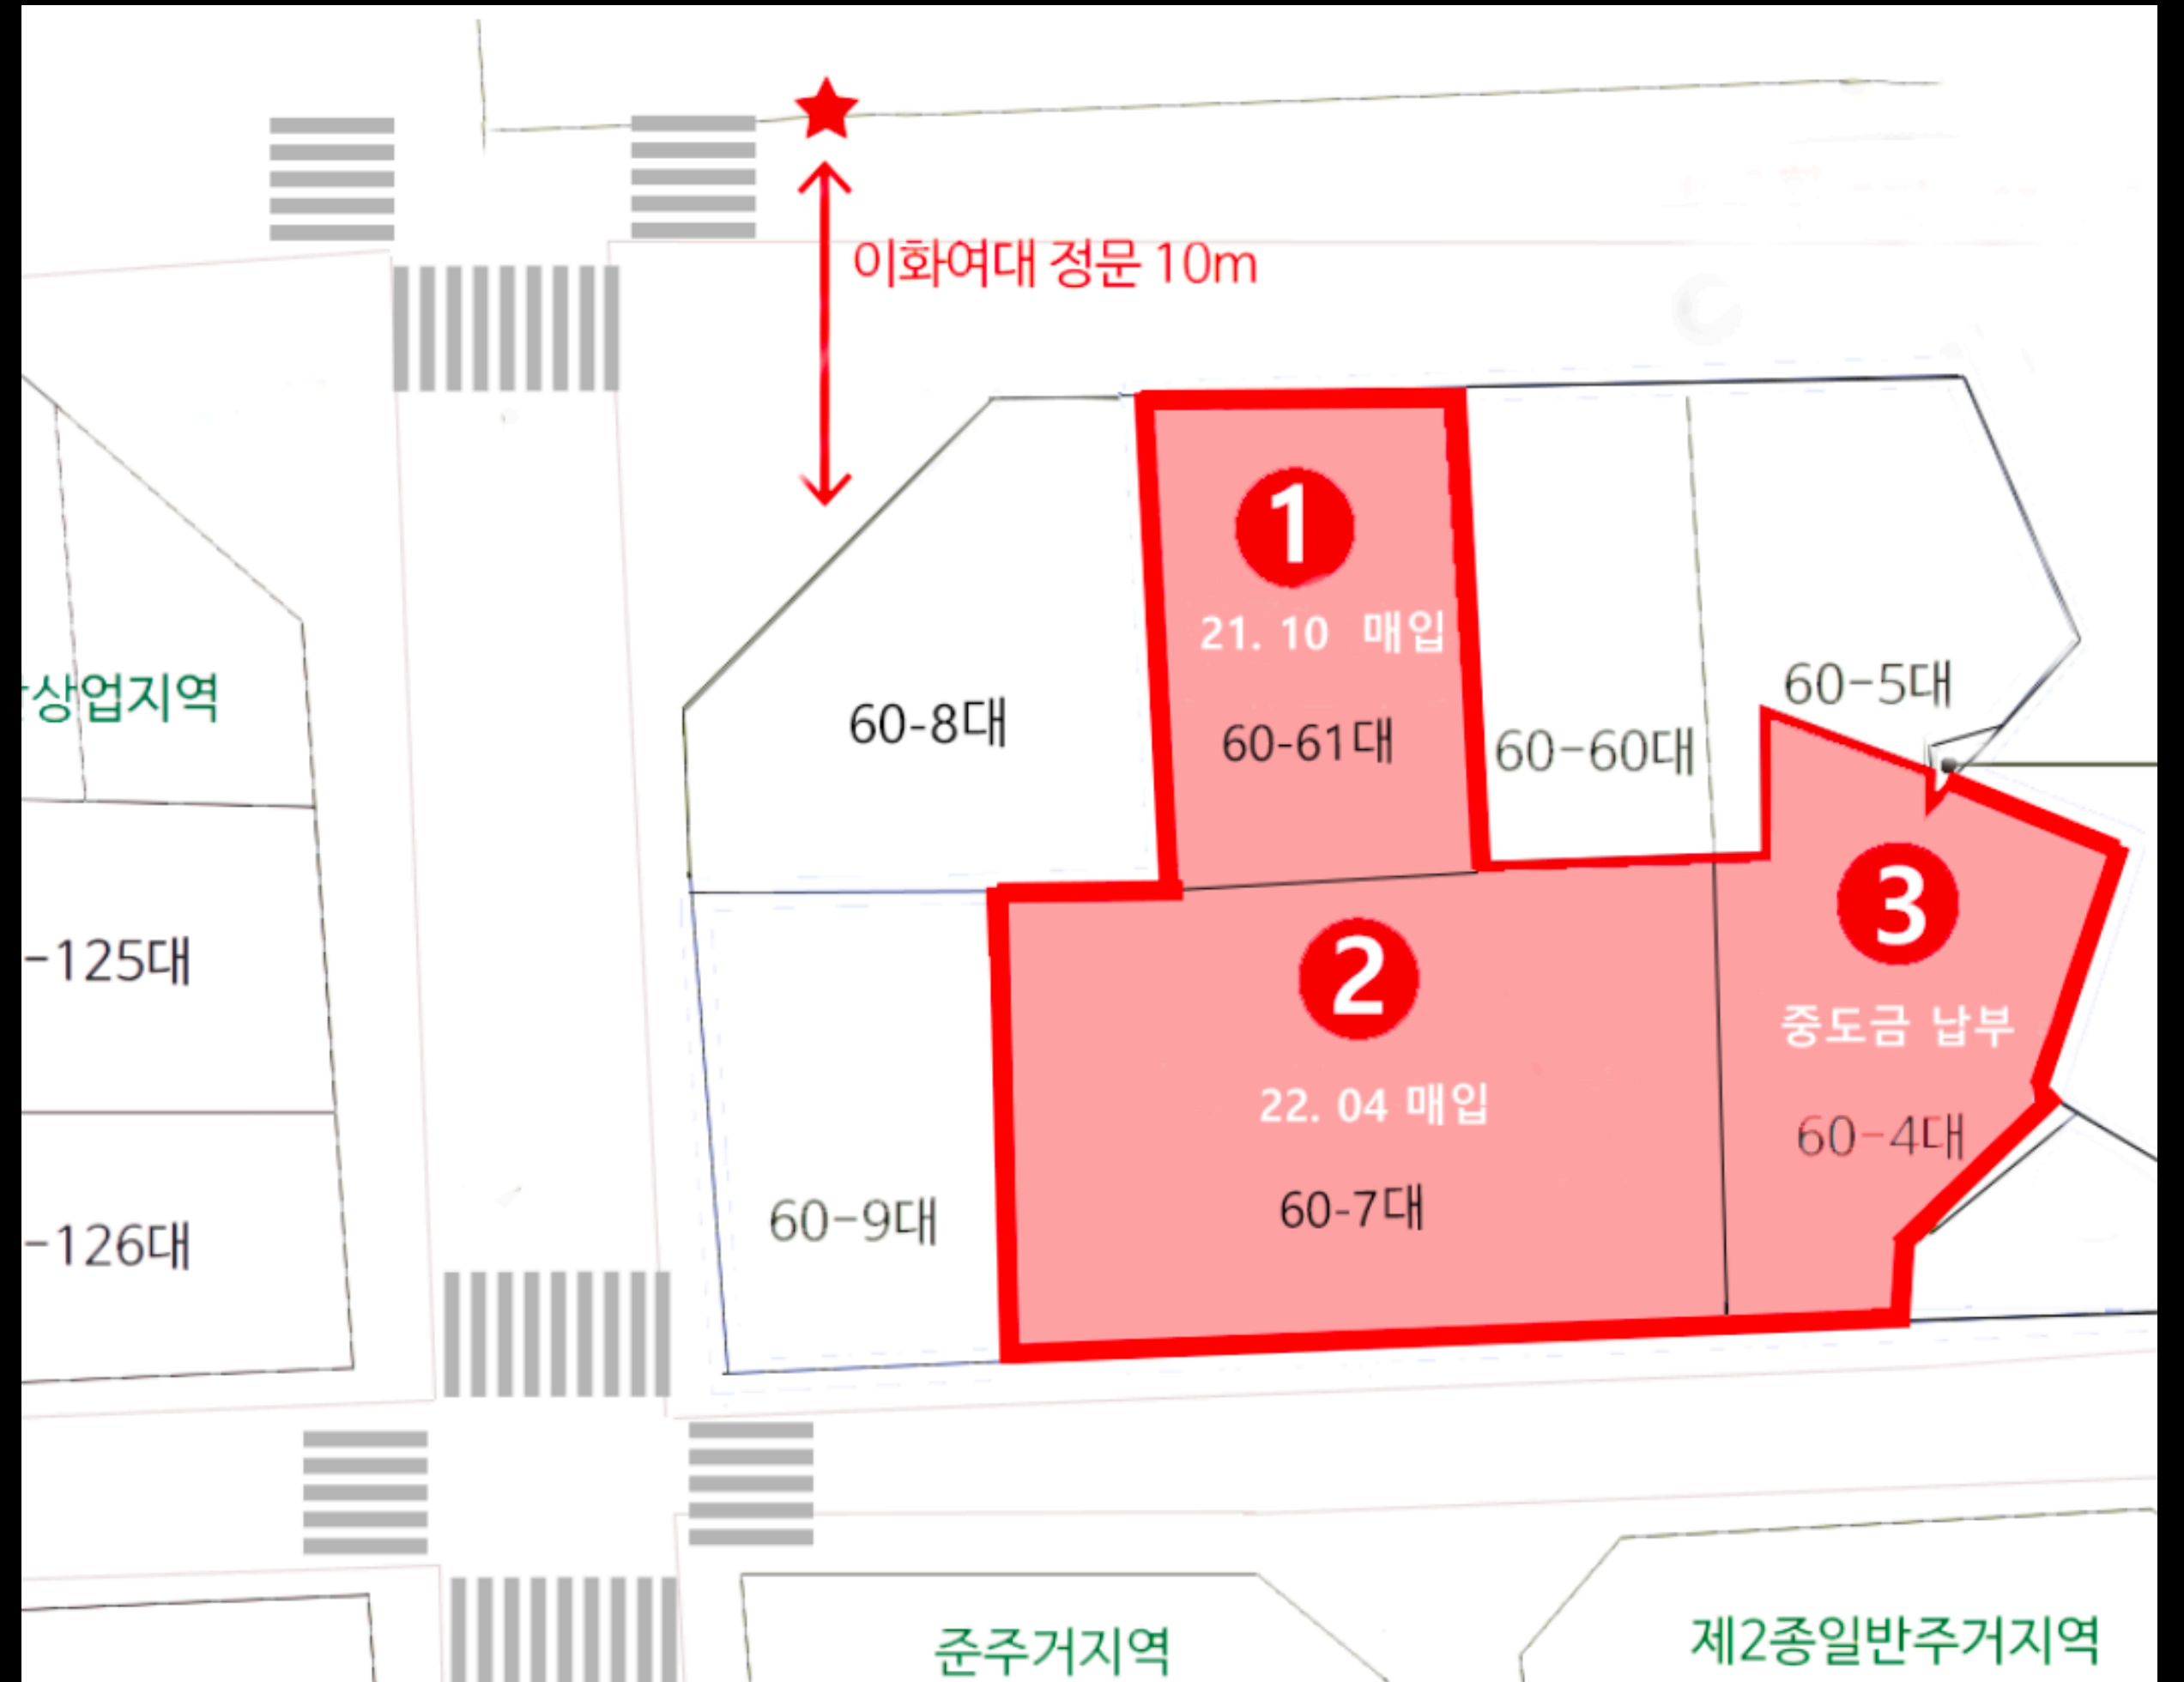 이화여대 정문 10m
1
21. 10 매입
60-61대
60-8대
60-60대
60-5대
상업지역
3
중도금 납부
60-4대
2
22. 04 매입
60-7대
60-9대
-125대
-126대
준주거지역
제2종일반주거지역